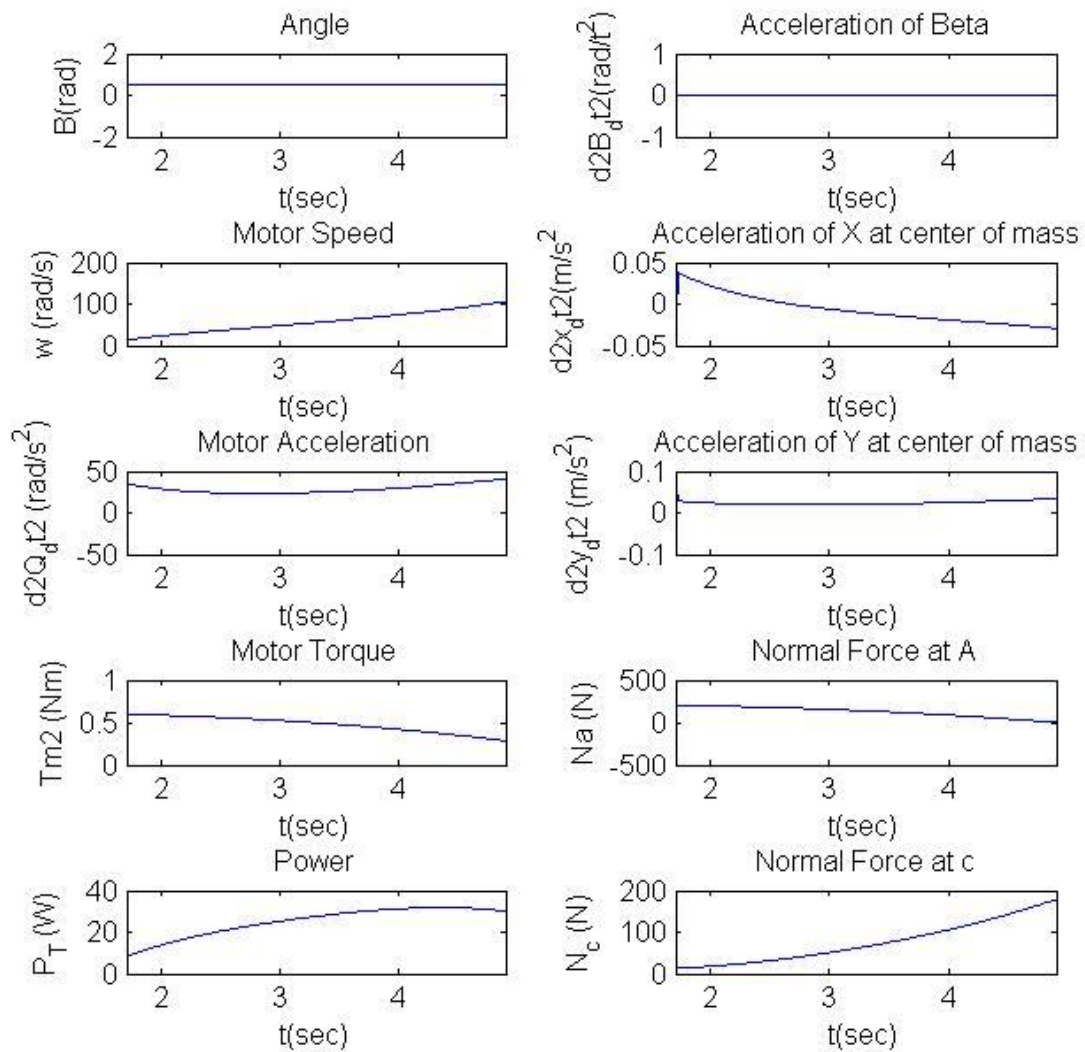 Angle
B(rad)
2
0
-2
2 3 4
t(sec)
Acceleration of Beta
d2B_dt2(rad/t^2)
1
0
-1
2 3 4
t(sec)
Motor Speed
w (rad/s)
200
100
0
2 3 4
t(sec)
Acceleration of X at center of mass
d2x_dt2(m/s^2
0.05
0
-0.05
2 3 4
t(sec)
Motor Acceleration
d2Q_dt2 (rad/s^2)
50
0
-50
2 3 4
t(sec)
Acceleration of Y at center of mass
d2y_dt2 (m/s^2)
0.1
0
-0.1
2 3 4
t(sec)
Motor Torque
Tm2 (Nm)
1
0.5
0
2 3 4
t(sec)
Normal Force at A
Na (N)
500
0
-500
2 3 4
t(sec)
Power
P_T (W)
40
20
0
2 3 4
t(sec)
Normal Force at c
N_c (N)
200
100
0
2 3 4
t(sec)